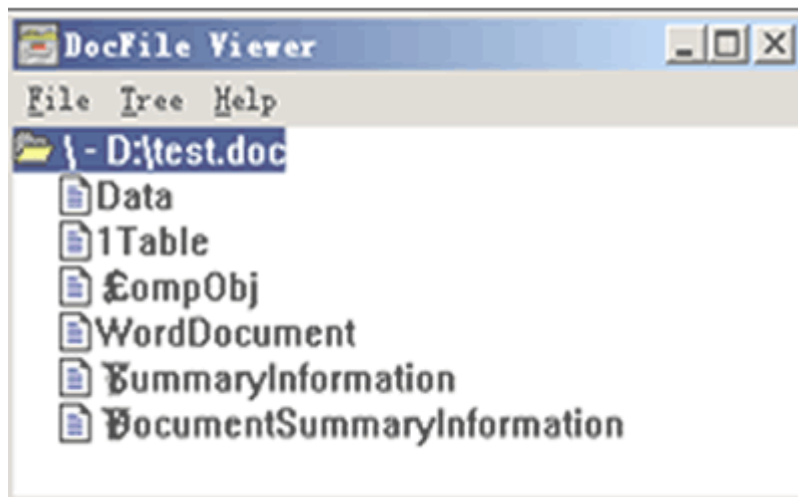 DocFile Viewer
File Tree Help
\ - D:\test.doc
Data
1Table
CompObj
WordDocument
SummaryInformation
DocumentSummaryInformation